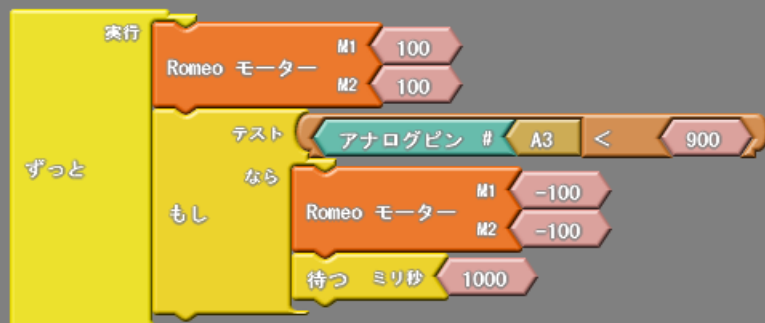 実行
Romeo モーター M1 100
M2 100
テスト アナログピン # A3 < 900
ずっと
なら
もし
Romeo モーター M1 -100
M2 -100
待つ ミリ秒 1000